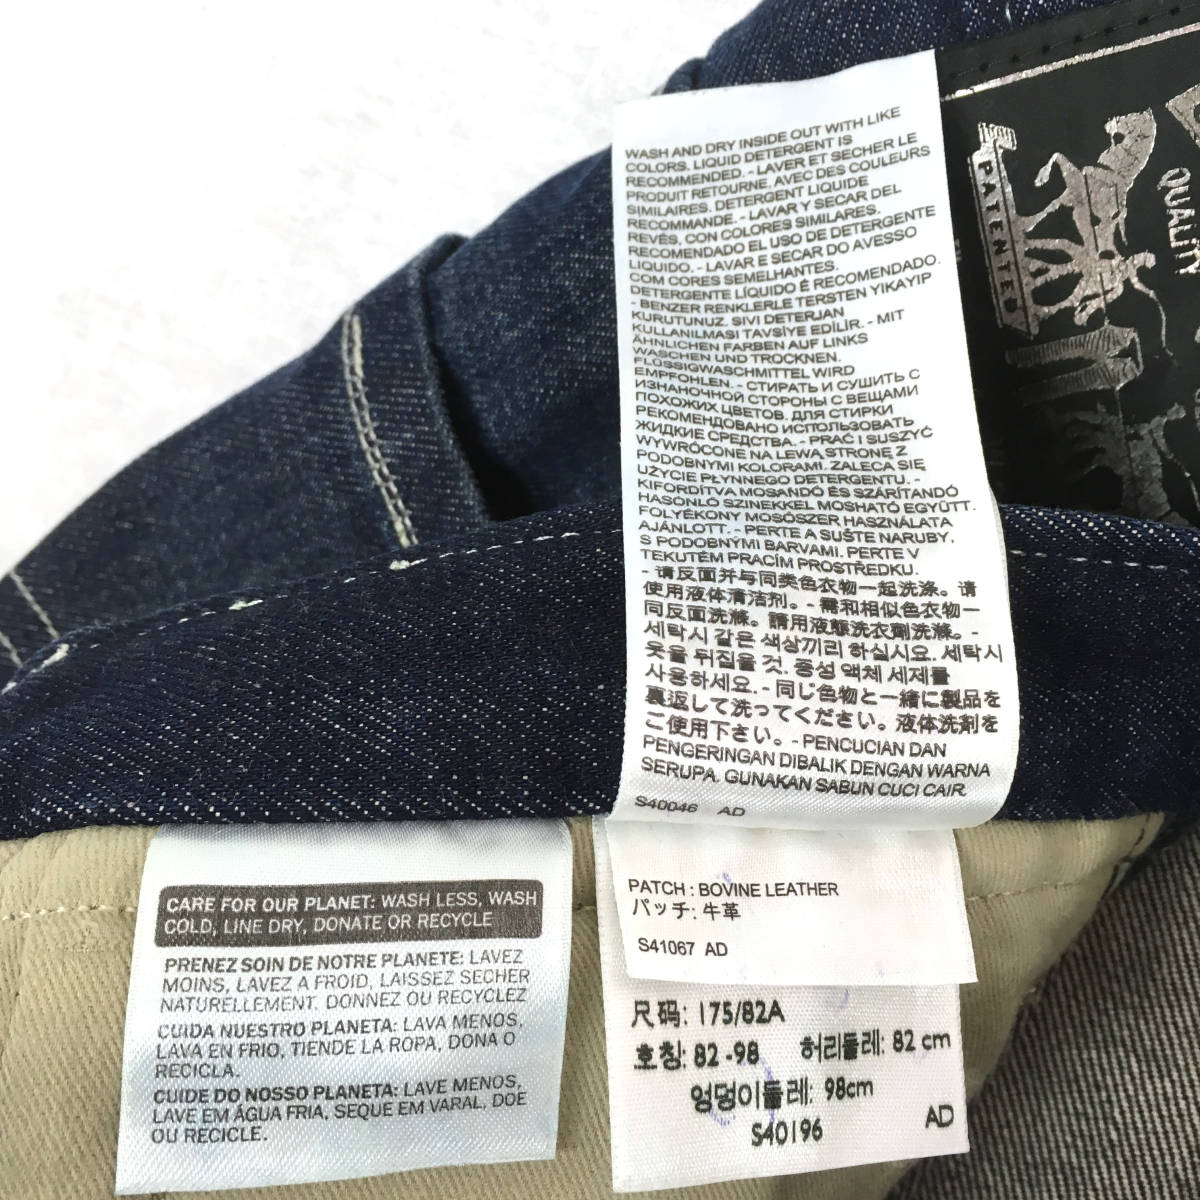 WASH AND DRY INSIDE OUT WITH LIKE
COLORS. LIQUID DETERGENT IS
RECOMMENDED. - LAVER ET SECHER LE
PRODUIT RETOURNE, AVEC DES COULEURS
SIMILAIRES. DETERGENT LIQUIDE
RECOMMANDE. - LAVAR Y SECAR DEL
REVÉS, CON COLORES SIMILARES.
RECOMENDADO EL USO DE DETERGENTE
LIQUIDO. - LAVAR E SECAR DO AVESSO
COM CORES SEMELHANTES.
DETERGENTE LÍQUIDO É RECOMENDADO.
- BENZER RENKLERLE TERSTEN YIKAYIP
KURUTUNUZ. SIVI DETERJAN
KULLANILMASI TAVSİYE EDİLİR. - MIT
ÄHNLICHEN FARBEN AUF LINKS
WASCHEN UND TROCKNEN.
FLÜSSIGWASCHMITTEL WIRD
EMPFOHLEN. - СТИРАТЬ И СУШИТЬ С
ИЗНАНОЧНОЙ СТОРОНЫ С ВЕЩАМИ
ПОХОЖИХ ЦВЕТОВ. ДЛЯ СТИРКИ
РЕКОМЕНДОВАНО ИСПОЛЬЗОВАТЬ
ЖИДКИЕ СРЕДСТВА. - PRAĆ I SUSZYĆ
WYWRÓCONE NA LEWĄ STRONĘ Z
PODOBNYMI KOLORAMI. ZALECA SIĘ
UŻYCIE PŁYNNEGO DETERGENTU. -
KIFORDÍTVA MOSANDÓ ÉS SZÁRÍTANDÓ
HASONLÓ SZINEKKEL MOSHATÓ EGYÜTT.
FOLYÉKONY MOSÓSZER HASZNÁLATA
AJÁNLOTT. - PERTE A SUŠTE NARUBY,
S PODOBNÝMI BARVAMI. PERTE V
TEKUTÉM PRACÍM PROSTŘEDKU.
- 请反面并与同类色衣物一起洗涤。请
使用液体清洁剂。- 需和相似色衣物一
同反面洗滌。請用液態洗衣劑洗滌。-
세탁시 같은 색상끼리 하십시요. 세탁시
옷을 뒤집을 것. 중성 액체 세제를
사용하세요. - 同じ色物と一緒に製品を
裏返して洗ってください。液体洗剤を
ご使用下さい。- PENCUCIAN DAN
PENGERINGAN DIBALIK DENGAN WARNA
SERUPA. GUNAKAN SABUN CUCI CAIR.
S40046 AD
PATENTED
QUALITY
CARE FOR OUR PLANET: WASH LESS, WASH
COLD, LINE DRY, DONATE OR RECYCLE
PRENEZ SOIN DE NOTRE PLANETE: LAVEZ
MOINS, LAVEZ A FROID, LAISSEZ SECHER
NATURELLEMENT, DONNEZ OU RECYCLEZ
CUIDA NUESTRO PLANETA: LAVA MENOS,
LAVA EN FRIO, TIENDE LA ROPA, DONA O
RECICLA.
CUIDE DO NOSSO PLANETA: LAVE MENOS,
LAVE EM ÁGUA FRIA, SEQUE EM VARAL, DOE
OU RECICLE.
PATCH : BOVINE LEATHER
パッチ: 牛革
S41067 AD
尺码: 175/82A
호칭: 82 -98 허리둘레: 82 cm
엉덩이둘레: 98cm
S40196 AD